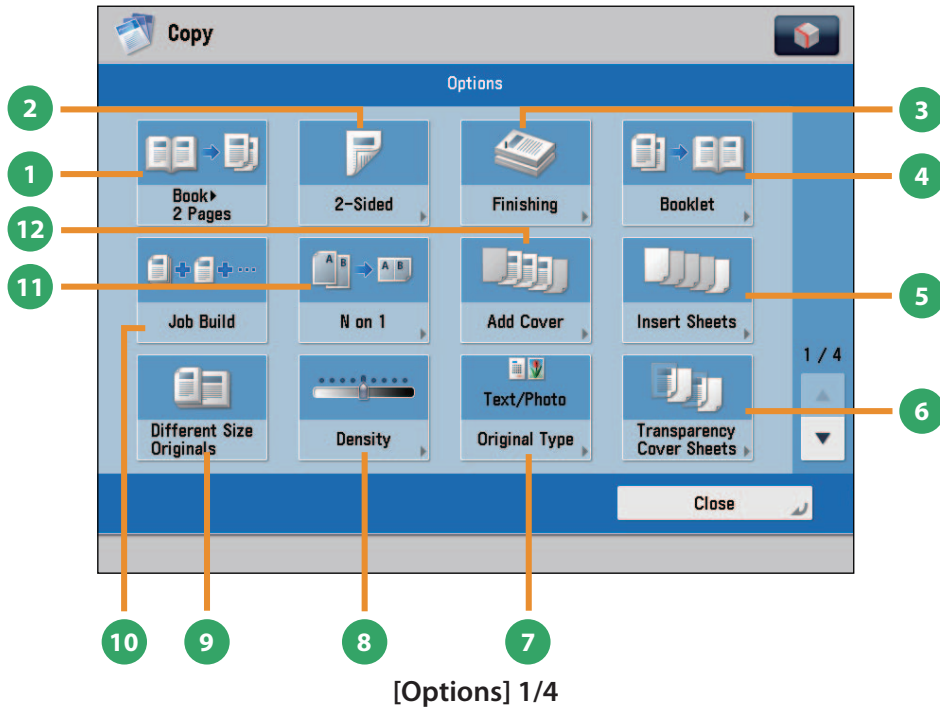 Copy
Options
2
3
1
4
Book▸
2 Pages
2-Sided
Finishing
Booklet
12
11
A B
A B
5
Job Build
N on 1
Add Cover
Insert Sheets
1 / 4
Text/Photo
6
Different Size
Originals
Density
Original Type
Transparency
Cover Sheets
Close
10
9
8
7
[Options] 1/4